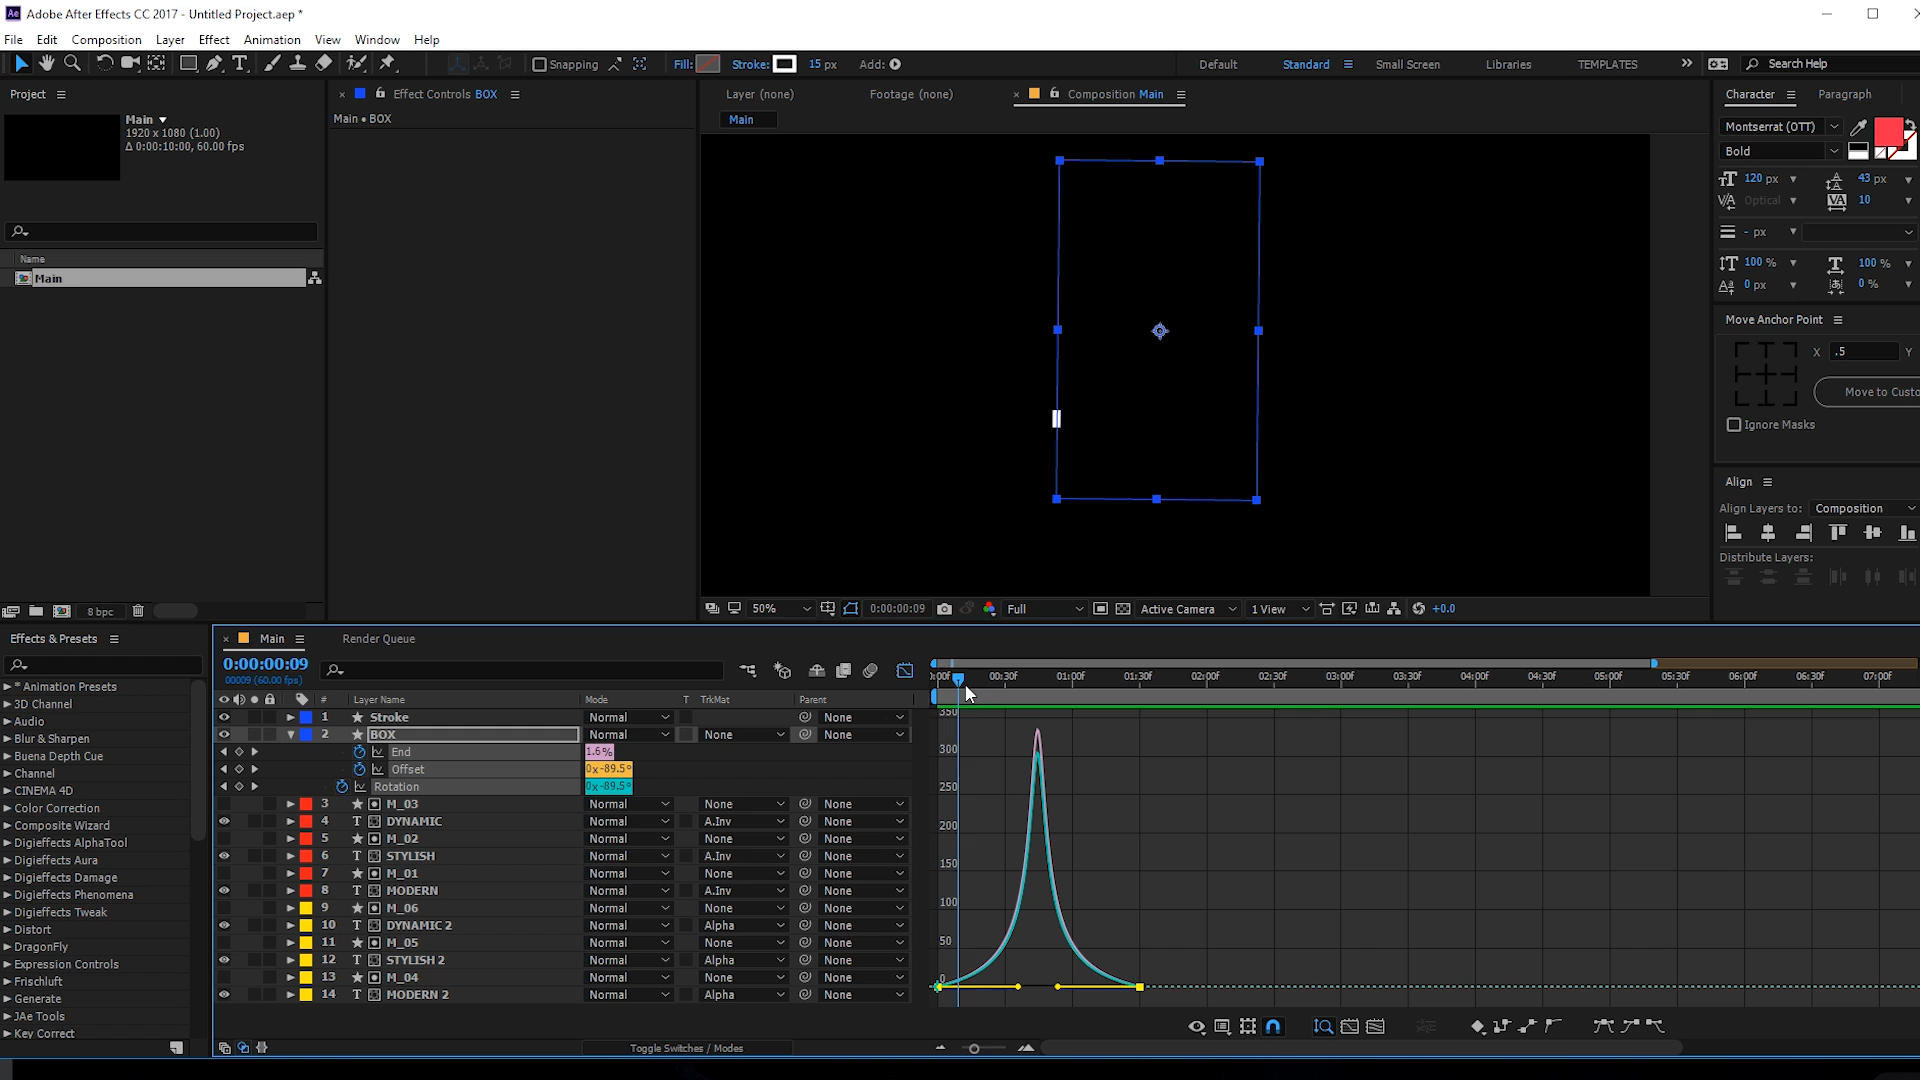 Adobe After Effects CC 2017 - Untitled Project.aep *
File Edit Composition Layer Effect Animation View Window Help
Snapping Fill: Stroke: 15 px Add: Default Standard Small Screen Libraries TEMPLATES Search Help
Project
Main
1920 x 1080 (1.00)
Δ 0:00:10:00, 60.00 fps
Name
Main
8 bpc
Effect Controls BOX
Main • BOX
Layer (none) Footage (none) Composition Main
Main
50% 0:00:00:09 Full Active Camera 1 View +0.0
Character Paragraph
Montserrat (OTT)
Bold
120 px 43 px
Optical 10
- px
100 % 100 %
0 px 0 %
Move Anchor Point
X .5 Y
Move to Custo
Ignore Masks
Align
Align Layers to: Composition
Distribute Layers:
Effects & Presets
* Animation Presets
3D Channel
Audio
Blur & Sharpen
Buena Depth Cue
Channel
CINEMA 4D
Color Correction
Composite Wizard
Digieffects AlphaTool
Digieffects Aura
Digieffects Damage
Digieffects Phenomena
Digieffects Tweak
Distort
DragonFly
Expression Controls
Frischluft
Generate
JAe Tools
Key Correct
Main Render Queue
0:00:00:09
00009 (60.00 fps)
# Layer Name Mode T TrkMat Parent
1 Stroke Normal None
2 BOX Normal None None
End 1.6%
Offset 0x-89.5°
Rotation 0x-89.5°
3 M_03 Normal None None
4 T DYNAMIC Normal A.Inv None
5 M_02 Normal None None
6 T STYLISH Normal A.Inv None
7 M_01 Normal None None
8 T MODERN Normal A.Inv None
9 M_06 Normal None None
10 T DYNAMIC 2 Normal Alpha None
11 M_05 Normal None None
12 T STYLISH 2 Normal Alpha None
13 M_04 Normal None None
14 T MODERN 2 Normal Alpha None
Toggle Switches / Modes
:00f 00:30f 01:00f 01:30f 02:00f 02:30f 03:00f 03:30f 04:00f 04:30f 05:00f 05:30f 06:00f 06:30f 07:00f
350
300
250
200
150
100
50
0